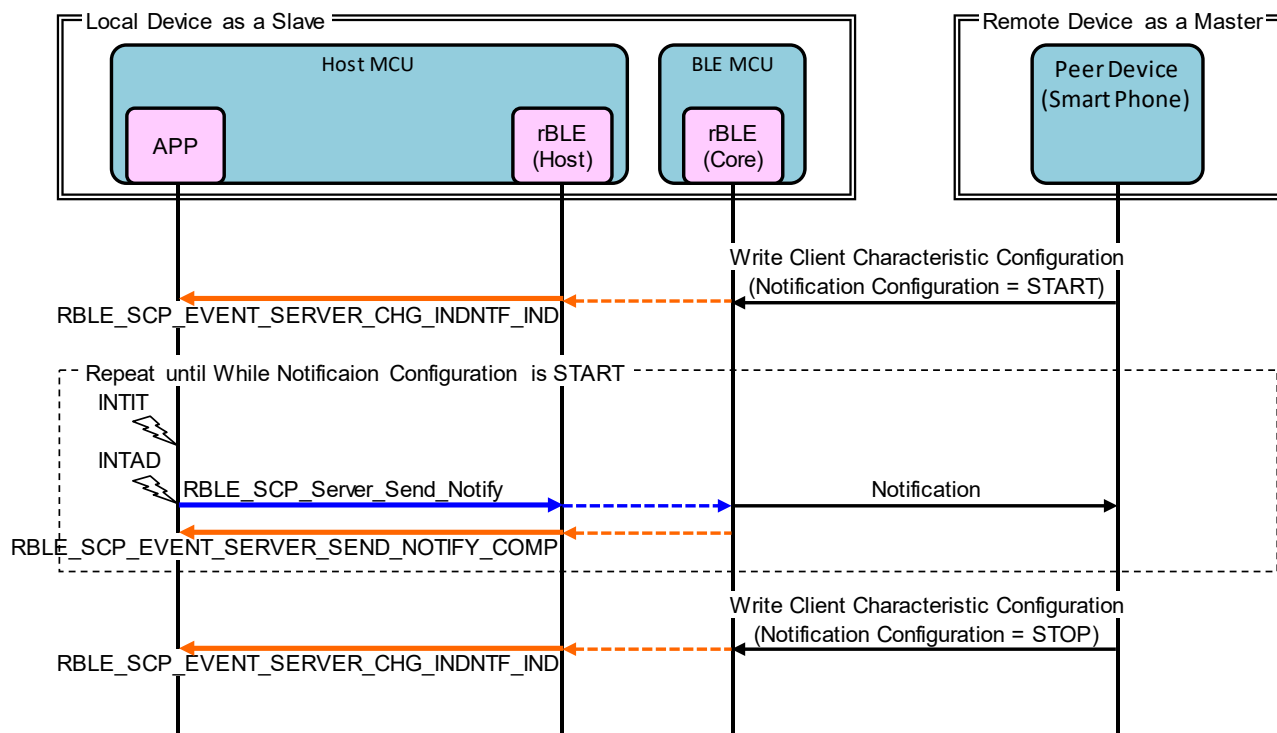 Local Device as a Slave
Remote Device as a Master
Host MCU
BLE MCU
Peer Device
(Smart Phone)
APP
rBLE
(Host)
rBLE
(Core)
Write Client Characteristic Configuration
(Notification Configuration = START)
RBLE_SCP_EVENT_SERVER_CHG_INDNTF_IND
Repeat until While Notificaion Configuration is START
INTIT
INTAD
RBLE_SCP_Server_Send_Notify
Notification
RBLE_SCP_EVENT_SERVER_SEND_NOTIFY_COMP
Write Client Characteristic Configuration
(Notification Configuration = STOP)
RBLE_SCP_EVENT_SERVER_CHG_INDNTF_IND